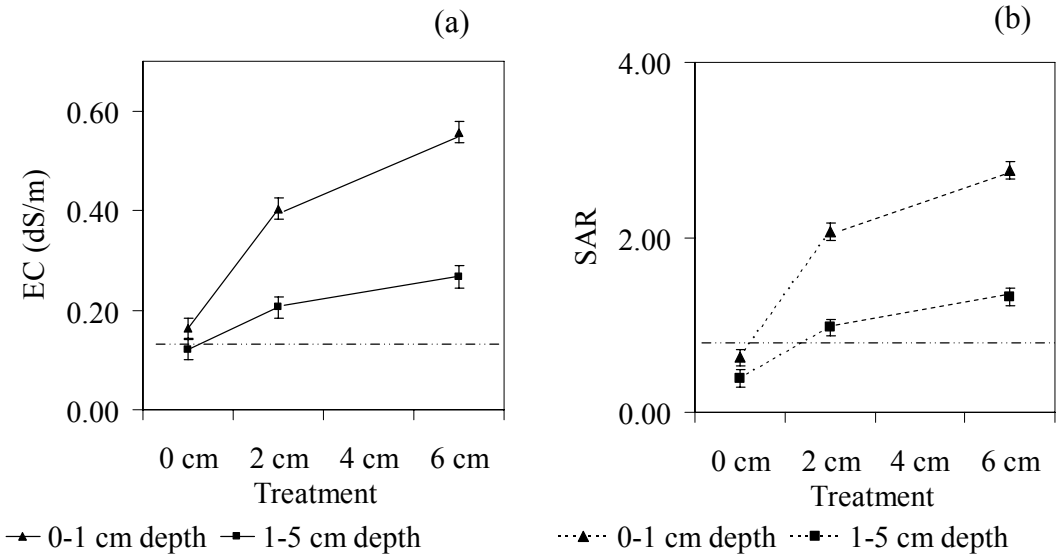 (a)
0.60
0.40
0.20
0.00
EC (dS/m)
0 cm 2 cm 4 cm 6 cm
Treatment
0-1 cm depth 1-5 cm depth
(b)
4.00
2.00
0.00
SAR
0 cm 2 cm 4 cm 6 cm
Treatment
0-1 cm depth 1-5 cm depth